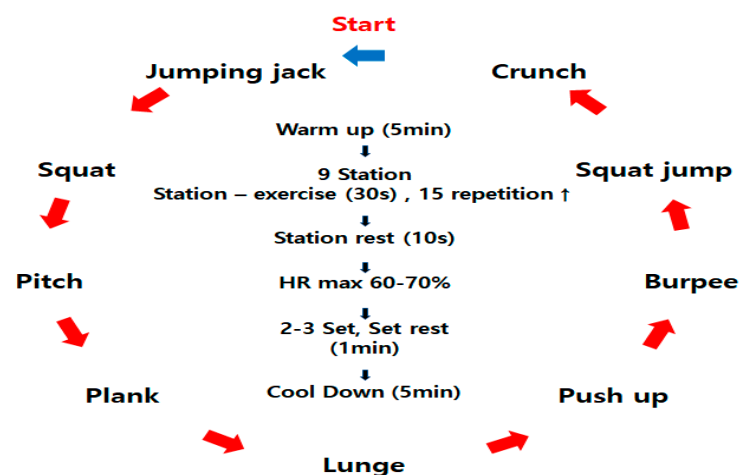 Start
Jumping jack
Crunch
Warm up (5min)
Squat
9 Station
Squat jump
Station – exercise (30s) , 15 repetition ↑
Station rest (10s)
Pitch
HR max 60-70%
Burpee
2-3 Set, Set rest
(1min)
Plank
Cool Down (5min)
Push up
Lunge